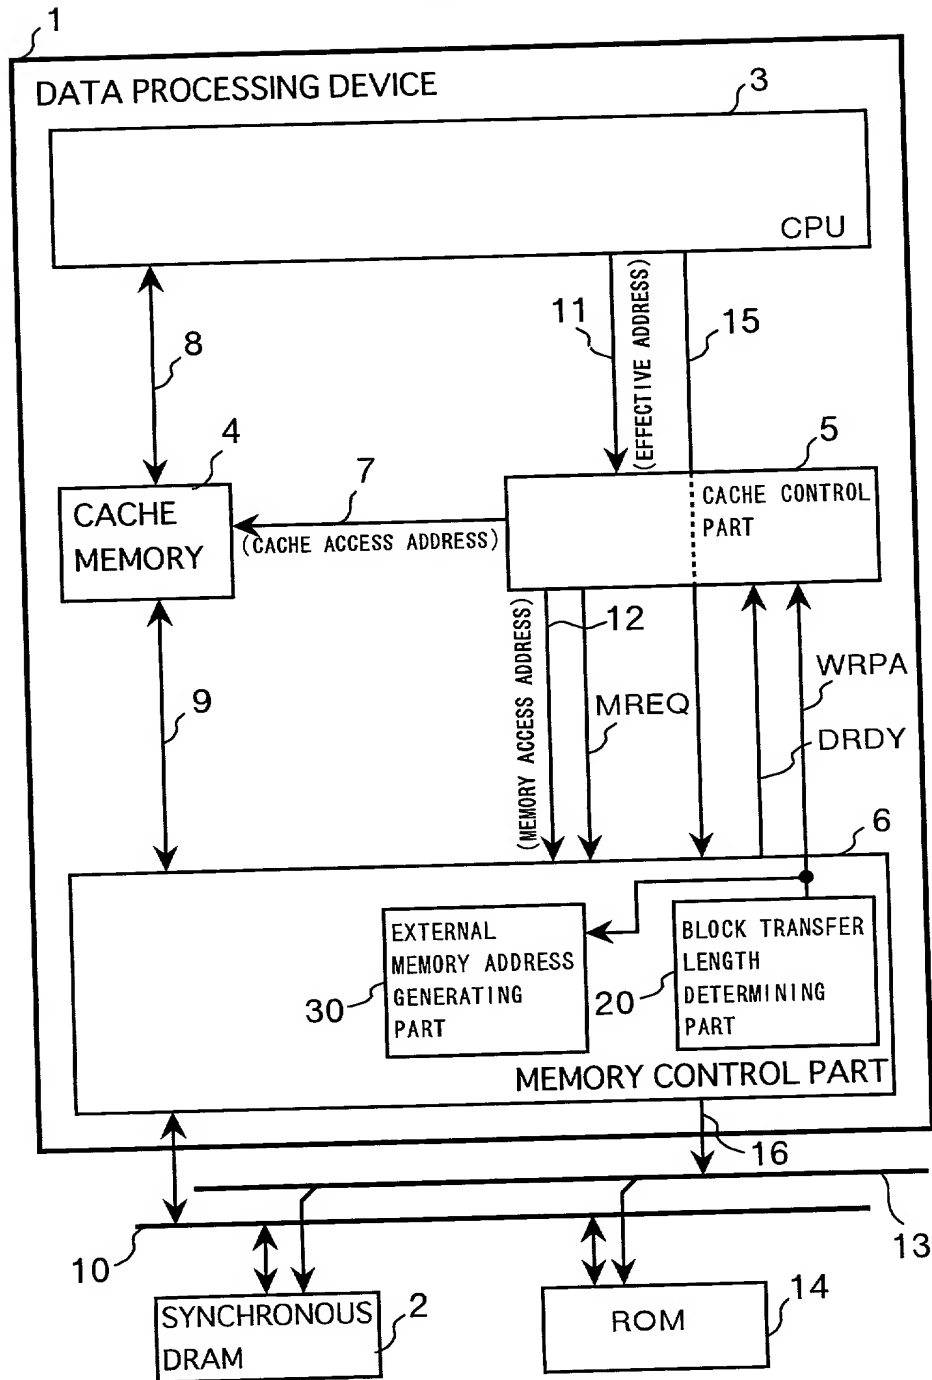 1
DATA PROCESSING DEVICE
3
CPU
11
(EFFECTIVE ADDRESS)
15
8
4
5
7
CACHE
MEMORY
(CACHE ACCESS ADDRESS)
CACHE CONTROL
PART
(MEMORY ACCESS ADDRESS)
12
9
MREQ
WRPA
DRDY
6
EXTERNAL
MEMORY ADDRESS
GENERATING
PART
30
BLOCK TRANSFER
LENGTH
DETERMINING
PART
20
MEMORY CONTROL PART
16
10
13
SYNCHRONOUS
DRAM
2
ROM
14